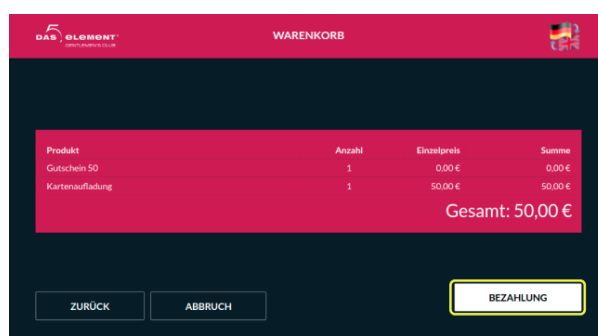 5
DAS element
GENTLEMEN'S CLUB
WARENKORB
Produkt Anzahl Einzelpreis Summe
Gutschein 50 1 0,00 € 0,00 €
Kartenaufladung 1 50,00 € 50,00 €
Gesamt: 50,00 €
ZURÜCK ABBRUCH BEZAHLUNG